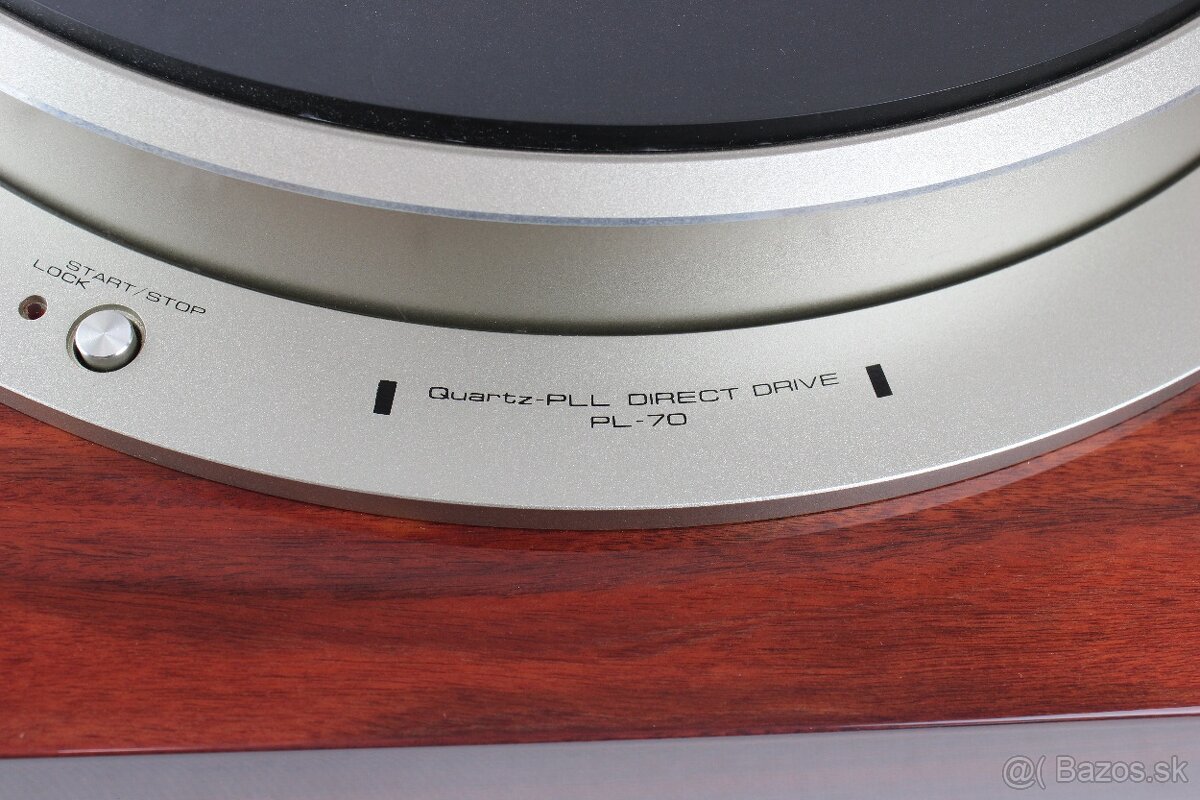 START/STOP
LOCK
Quartz-PLL DIRECT DRIVE
PL-70
@( Bazos.sk